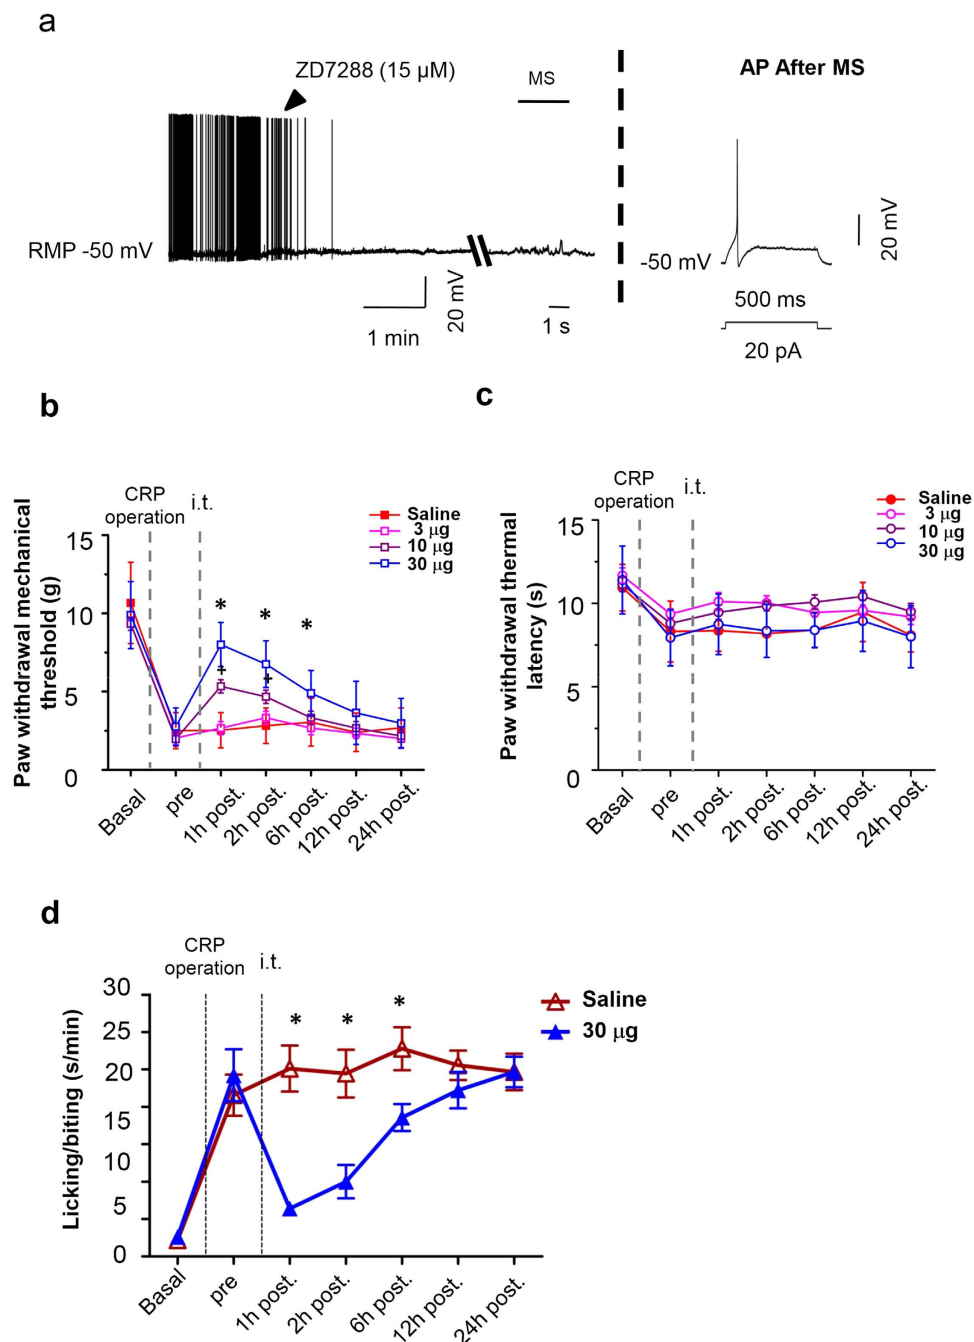 a
ZD7288 (15 μM)
MS
AP After MS
RMP -50 mV
20 mV
1 min
1 s
-50 mV
20 mV
500 ms
20 pA
b
CRP
operation
i.t.
Saline
3 μg
10 μg
30 μg
Paw withdrawal mechanical
threshold (g)
15
10
5
0
*
*
*
+
+
Basal
pre
1h post.
2h post.
6h post.
12h post.
24h post.
c
CRP
operation
i.t.
Saline
3 μg
10 μg
30 μg
Paw withdrawal thermal
latency (s)
15
10
5
0
Basal
pre
1h post.
2h post.
6h post.
12h post.
24h post.
d
CRP
operation
i.t.
Saline
30 μg
Licking/biting (s/min)
30
25
20
15
10
5
0
*
*
*
Basal
pre
1h post.
2h post.
6h post.
12h post.
24h post.